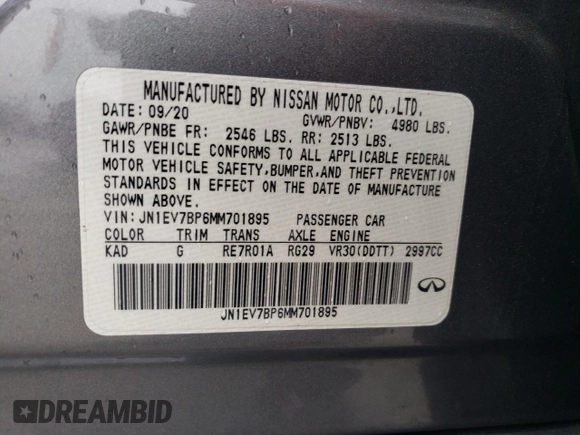 MANUFACTURED BY NISSAN MOTOR CO.,LTD.
DATE: 09/20 GVWR/PNBV: 4980 LBS.
GAWR/PNBE FR: 2546 LBS. RR: 2513 LBS.
THIS VEHICLE CONFORMS TO ALL APPLICABLE FEDERAL
MOTOR VEHICLE SAFETY,BUMPER,AND THEFT PREVENTION
STANDARDS IN EFFECT ON THE DATE OF MANUFACTURE
SHOWN ABOVE.
VIN: JN1EV7BP6MM701895 PASSENGER CAR
COLOR TRIM TRANS AXLE ENGINE
KAD G RE7R01A RG29 VR30(DDTT) 2997CC
JN1EV7BP6MM701895
DREAMBID